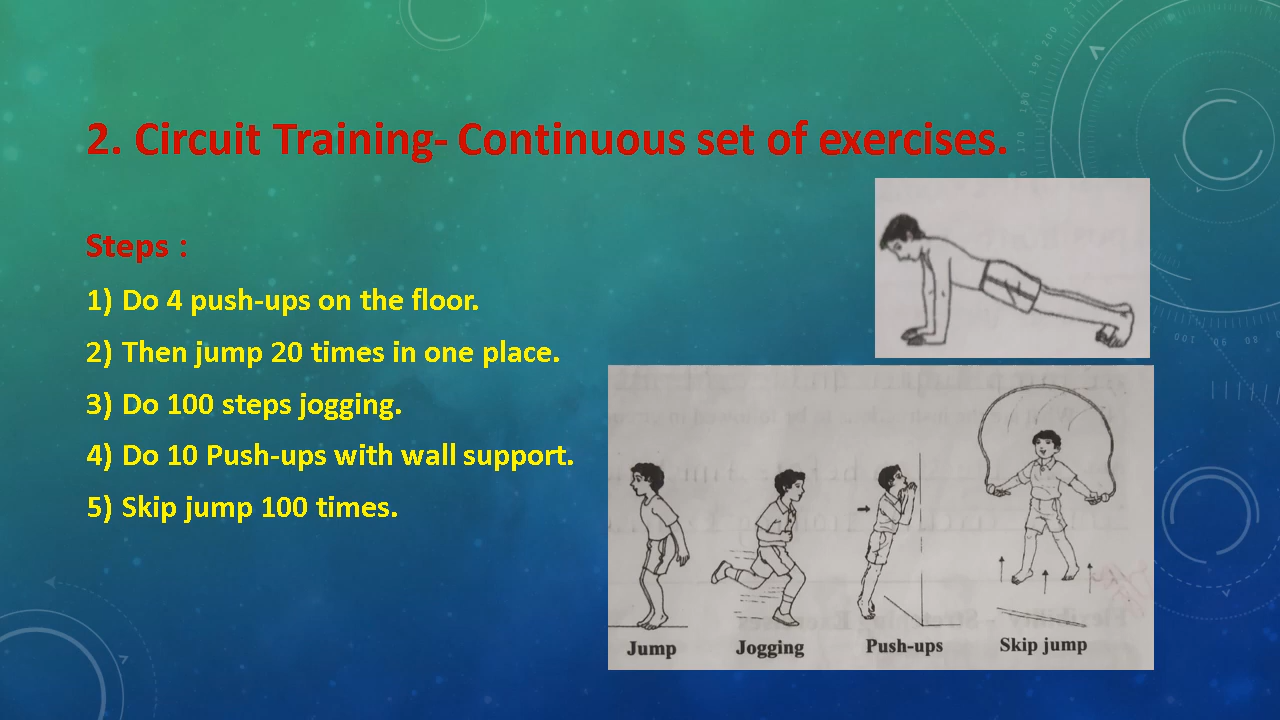 2. Circuit Training- Continuous set of exercises.
Steps :
1) Do 4 push-ups on the floor.
2) Then jump 20 times in one place.
3) Do 100 steps jogging.
4) Do 10 Push-ups with wall support.
5) Skip jump 100 times.
Jump Jogging Push-ups Skip jump